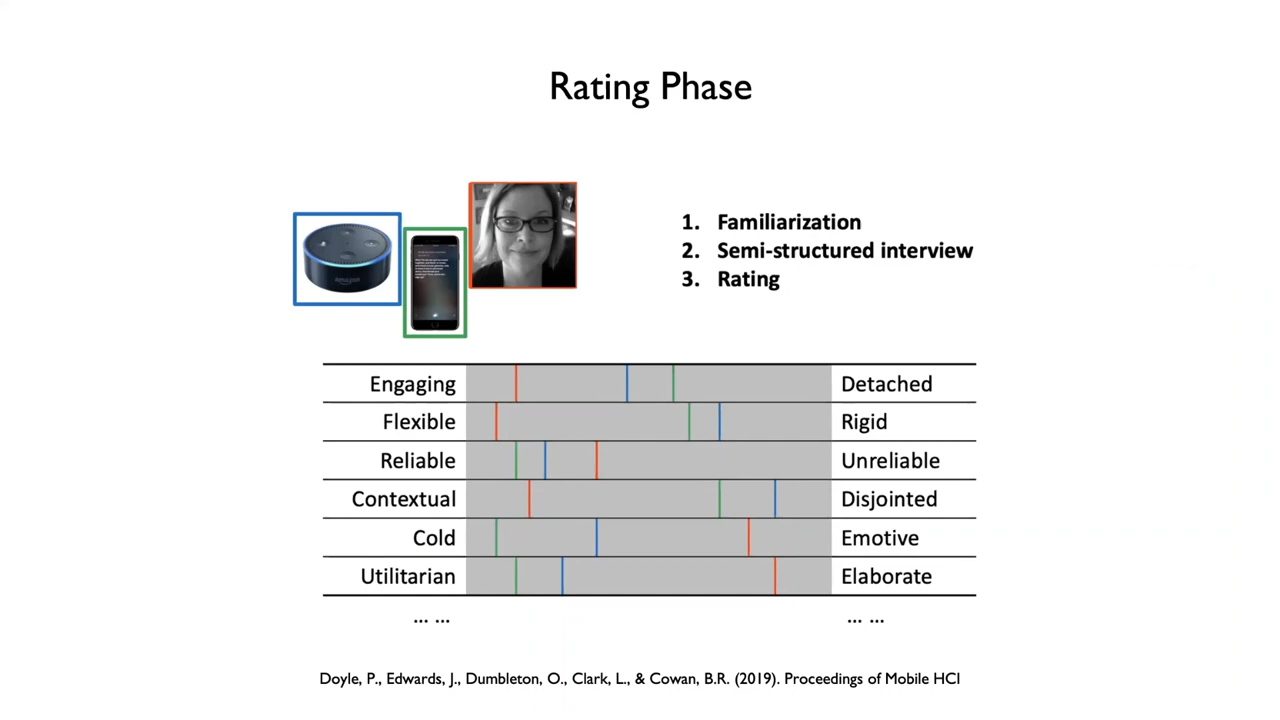 Rating Phase
1. Familiarization
2. Semi-structured interview
3. Rating
amazon
Engaging Detached
Flexible Rigid
Reliable Unreliable
Contextual Disjointed
Cold Emotive
Utilitarian Elaborate
... ... ... ...
Doyle, P., Edwards, J., Dumbleton, O., Clark, L., & Cowan, B.R. (2019). Proceedings of Mobile HCI